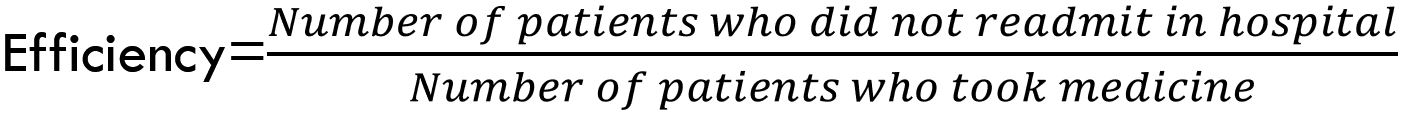 Efficiency=
Number of patients who did not readmit in hospital
Number of patients who took medicine